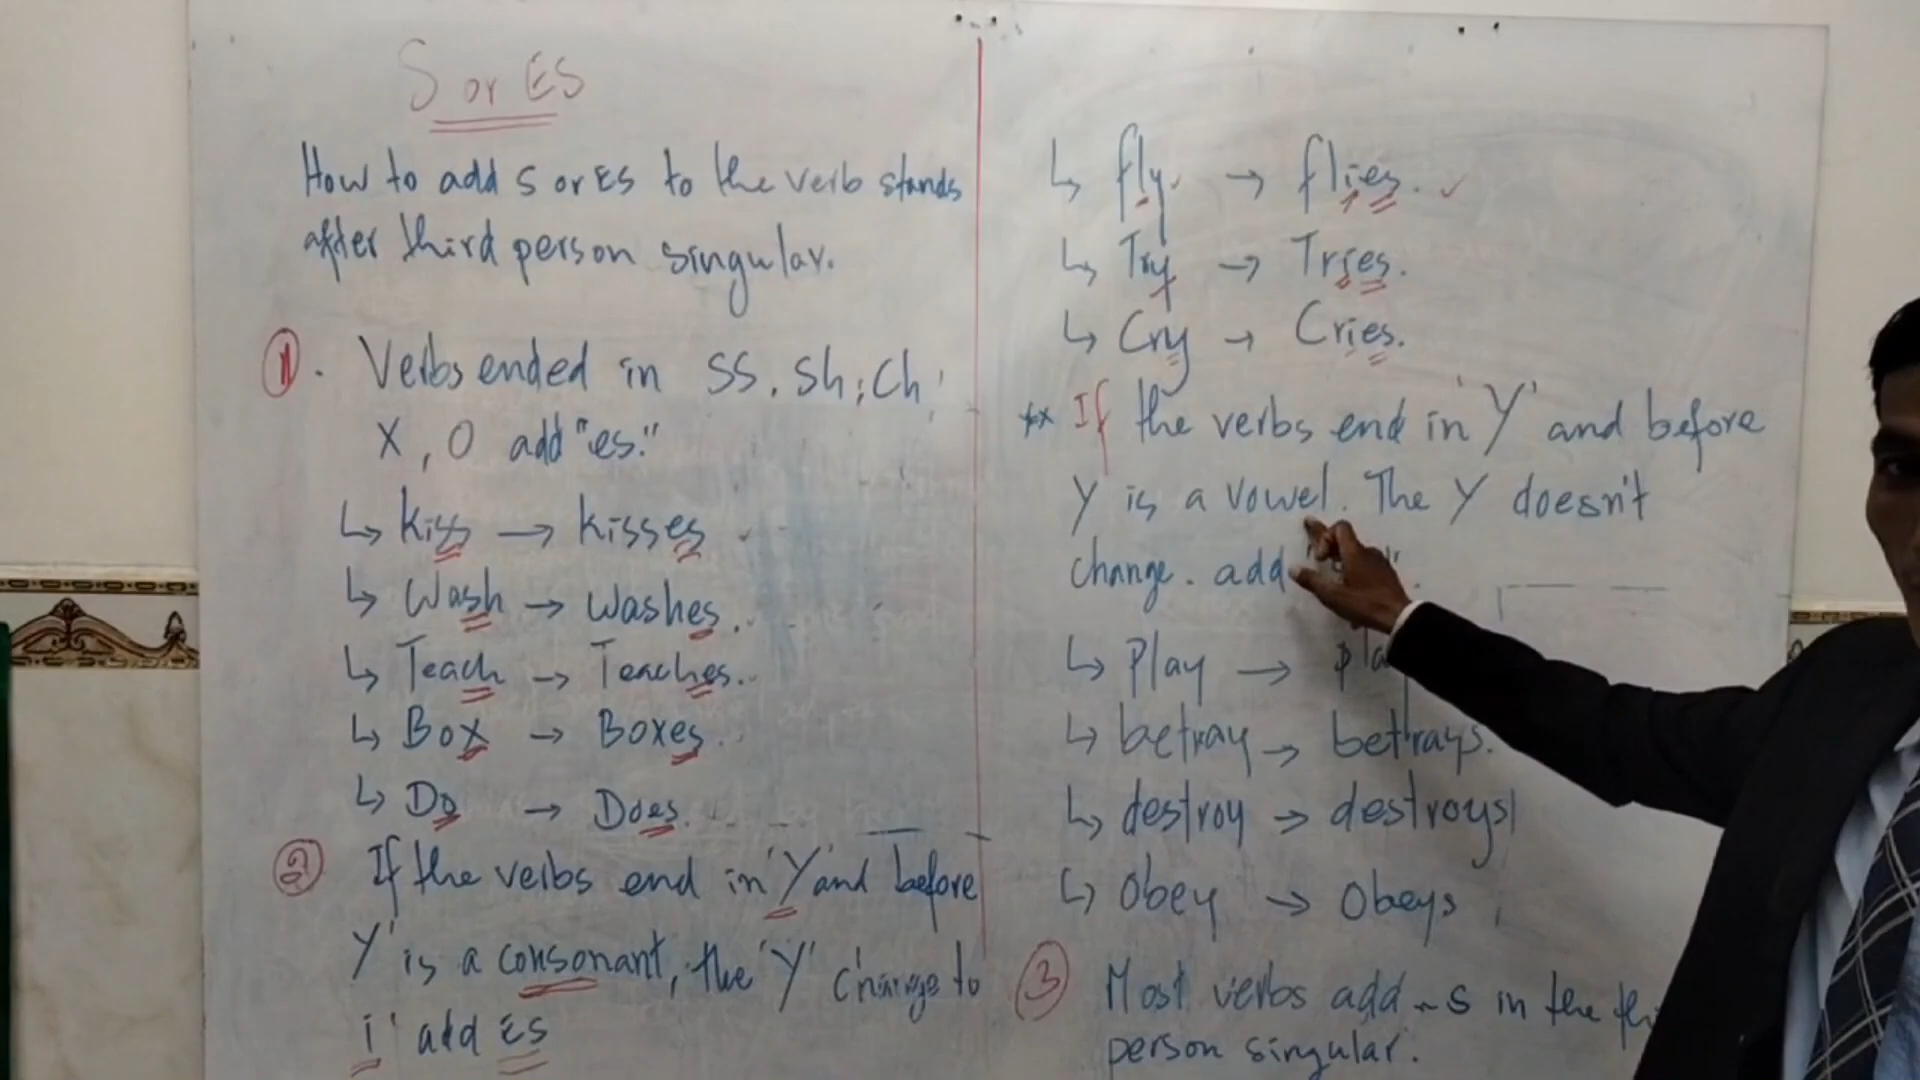 S or ES
How to add S or ES to the verb stands
after third person singular.
1. Verbs ended in SS, Sh, Ch,
X, O add "es."
↳ kiss → kisses
↳ Wash → washes.
↳ Teach → Teaches.
↳ Box → Boxes.
↳ Do → Does.
2 If the verbs end in 'Y' and before
Y' is a consonant, the 'Y' change to
i' add ES
↳ fly → flies.
↳ Try → Tries.
↳ Cry → Cries.
** If the verbs end in 'Y' and before
Y is a vowel. The Y doesn't
change. add
↳ Play →
↳ betray → betrays.
↳ destroy → destroys
↳ Obey → Obeys
3 Most verbs add -s in the
person singular.